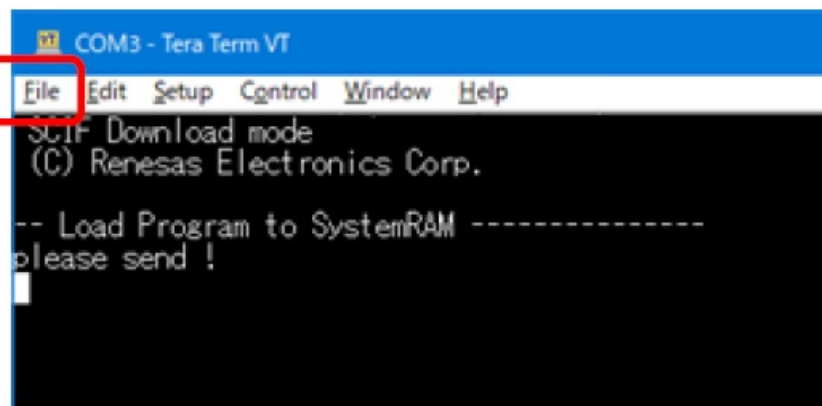 COM3 - Tera Term VT
File Edit Setup Control Window Help
SCIF Download mode
(C) Renesas Electronics Corp.
-- Load Program to SystemRAM ---------------
please send !